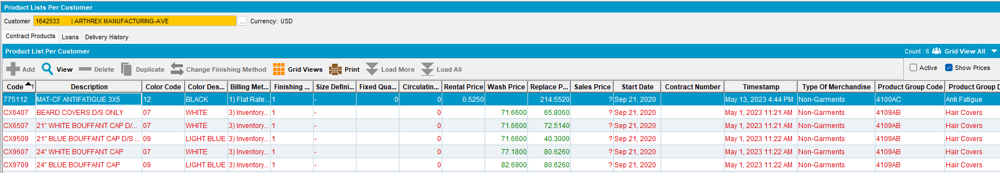 Product Lists Per Customer
Customer 1642533 | ARTHREX MANUFACTURING-AVE ... Currency: USD
Contract Products Loans Delivery History
Product List Per Customer Count : 6 Grid View All
Add View Delete Duplicate Change Finishing Method Grid Views Print Load More Load All Active Show Prices
Code 1 Description Color Code Color Des... Billing Met... Finishing ... Size Defini... Fixed Qua... Circulatin... Rental Price Wash Price Replace P... Sales Price Start Date Contract Number Timestamp Type Of Merchandise Product Group Code Product Group D
775112 MAT-CF ANTIFATIGUE 3X5 12 BLACK 1) Flat Rate... 1 - 0 0 0.5250 214.5520 ? Sep 21, 2020 May 13, 2023 4:44 PM Non-Garments 4100AC Anti Fatigue
CX6407 BEARD COVERS D/S ONLY 07 WHITE 3) Inventory... 1 - 0 71.6600 65.8060 ? Sep 21, 2020 May 1, 2023 11:21 AM Non-Garments 4109AB Hair Covers
CX6507 21" WHITE BOUFFANT CAP D/... 07 WHITE 3) Inventory... 1 - 0 71.6600 72.5140 ? Sep 21, 2020 May 1, 2023 11:21 AM Non-Garments 4109AB Hair Covers
CX9509 21" BLUE BOUFFANT CAP D/S ... 09 LIGHT BLUE 3) Inventory... 1 - 0 71.6600 40.3000 ? Sep 21, 2020 May 1, 2023 11:22 AM Non-Garments 4109AB Hair Covers
CX9607 24" WHITE BOUFFANT CAP 07 WHITE 3) Inventory... 1 - 0 77.1800 80.6260 ? Sep 21, 2020 May 1, 2023 11:22 AM Non-Garments 4109AB Hair Covers
CX9709 24" BLUE BOUFFANT CAP 09 LIGHT BLUE 3) Inventory... 1 - 0 82.6900 80.6260 ? Sep 21, 2020 May 1, 2023 11:22 AM Non-Garments 4109AB Hair Covers